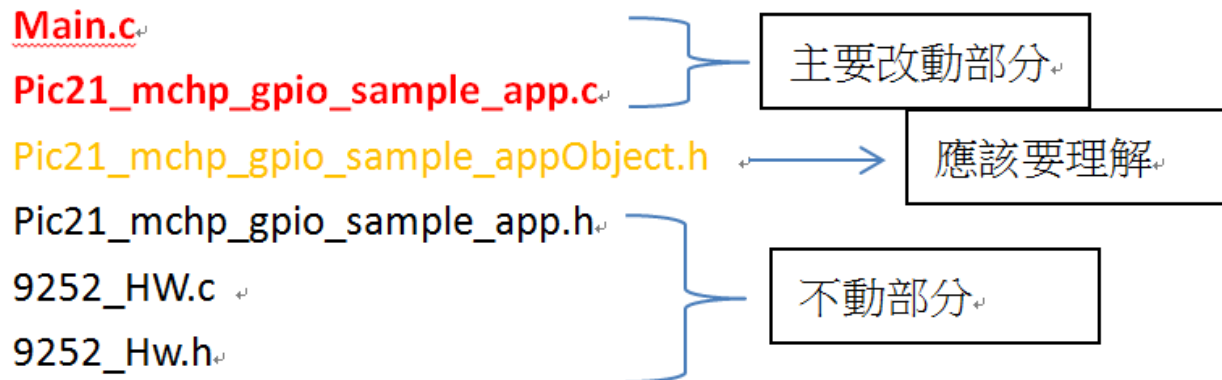 Main.c
Pic21_mchp_gpio_sample_app.c
主要改動部分
Pic21_mchp_gpio_sample_appObject.h
應該要理解
Pic21_mchp_gpio_sample_app.h
9252_HW.c
不動部分
9252_Hw.h